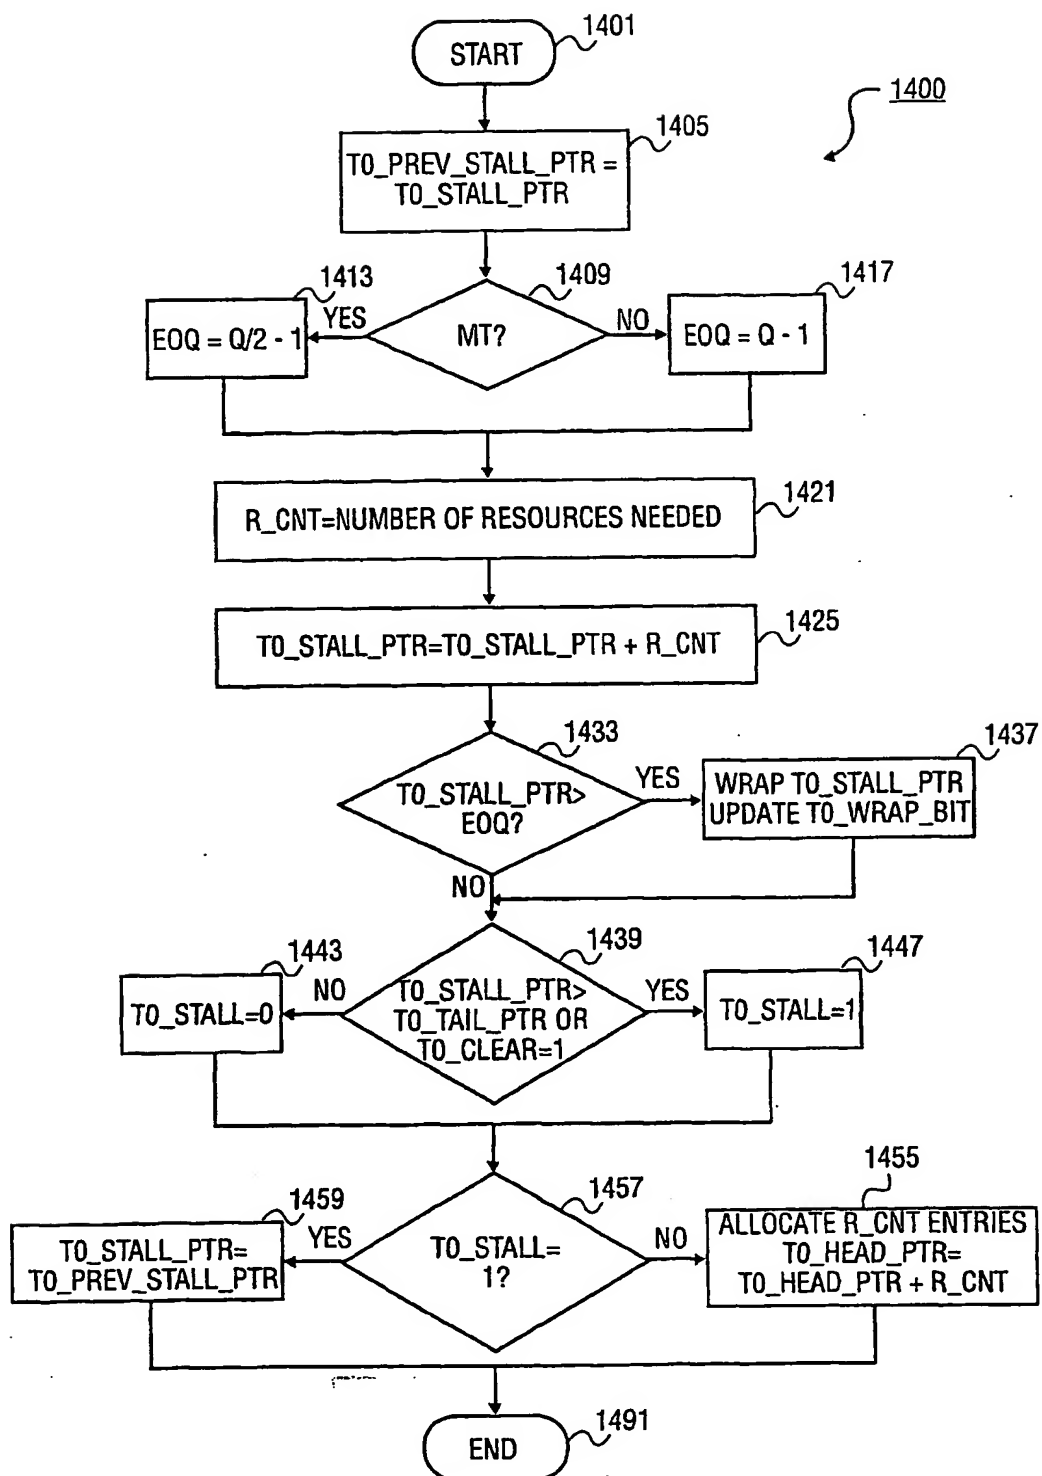 START
1401
1400
1405
T0_PREV_STALL_PTR =
T0_STALL_PTR
1413
1409
1417
EOQ = Q/2 - 1
YES
MT?
NO
EOQ = Q - 1
1421
R_CNT=NUMBER OF RESOURCES NEEDED
1425
T0_STALL_PTR=T0_STALL_PTR + R_CNT
1433
1437
T0_STALL_PTR>
EOQ?
YES
WRAP T0_STALL_PTR
UPDATE T0_WRAP_BIT
NO
1443
1439
1447
T0_STALL=0
NO
T0_STALL_PTR>
T0_TAIL_PTR OR
T0_CLEAR=1
YES
T0_STALL=1
1459
1457
1455
T0_STALL_PTR=
T0_PREV_STALL_PTR
YES
T0_STALL=
1?
NO
ALLOCATE R_CNT ENTRIES
T0_HEAD_PTR=
T0_HEAD_PTR + R_CNT
END
1491